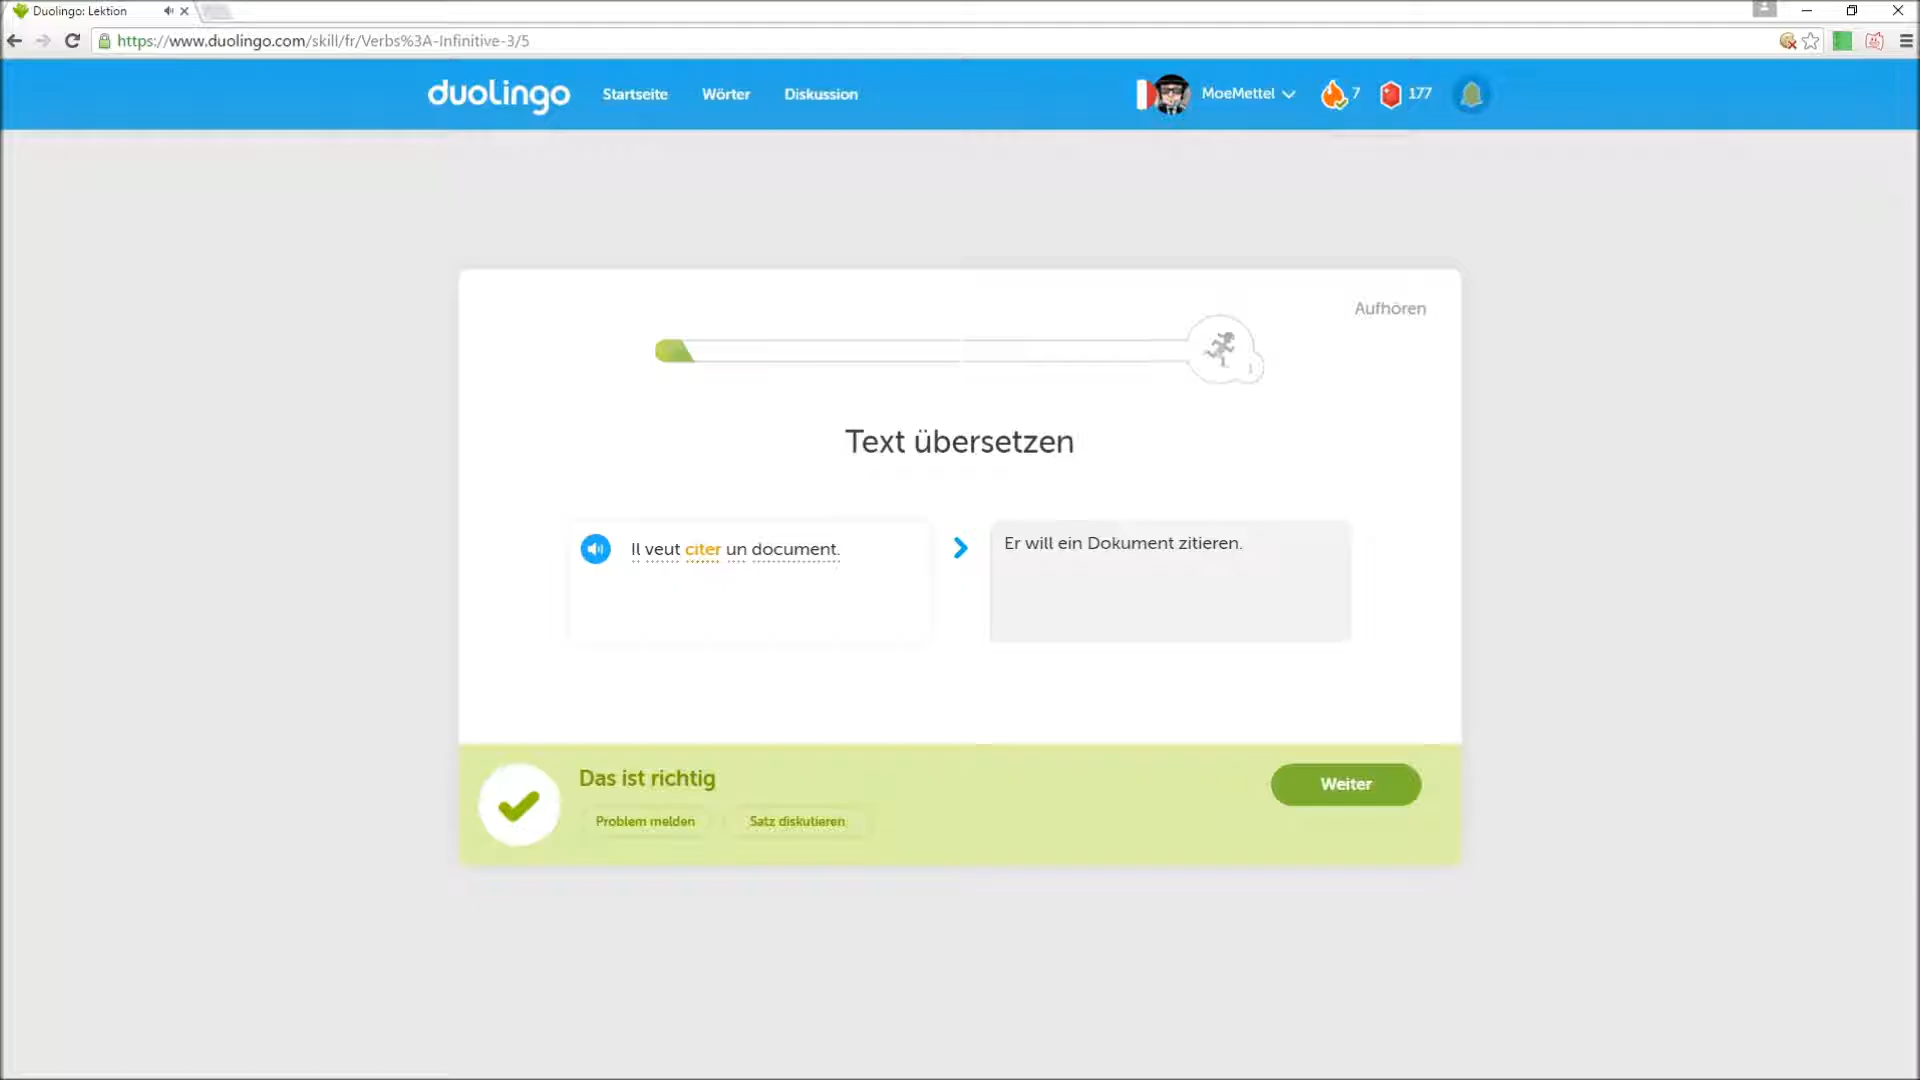 Duolingo: Lektion
https://www.duolingo.com/skill/fr/Verbs%3A-Infinitive-3/5
duolingo Startseite Wörter Diskussion MoeMettel 7 177
Aufhören
1
Text übersetzen
Il veut citer un document.
Er will ein Dokument zitieren.
Das ist richtig
Weiter
Problem melden Satz diskutieren